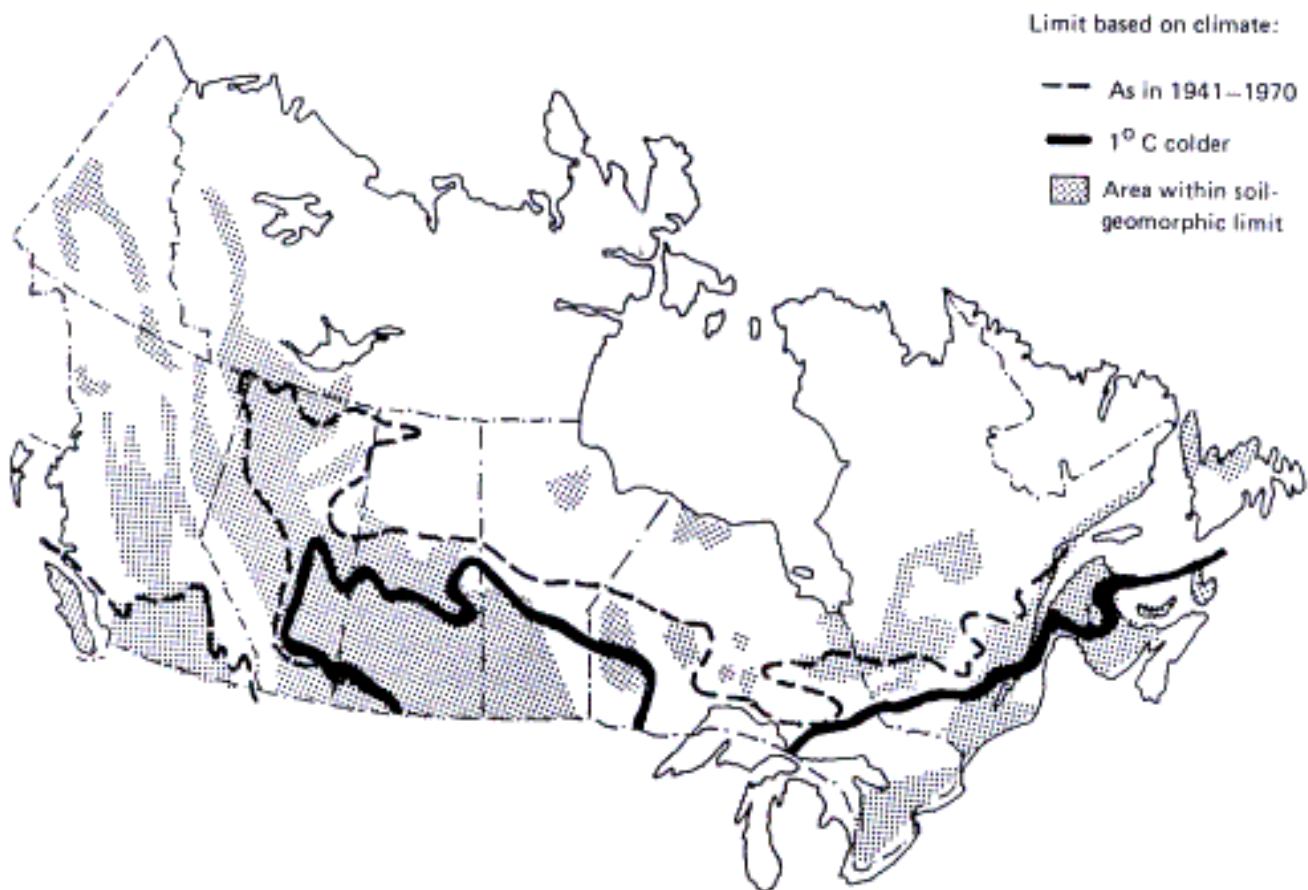 Limit based on climate:
As in 1941–1970
1° C colder
Area within soil-
geomorphic limit